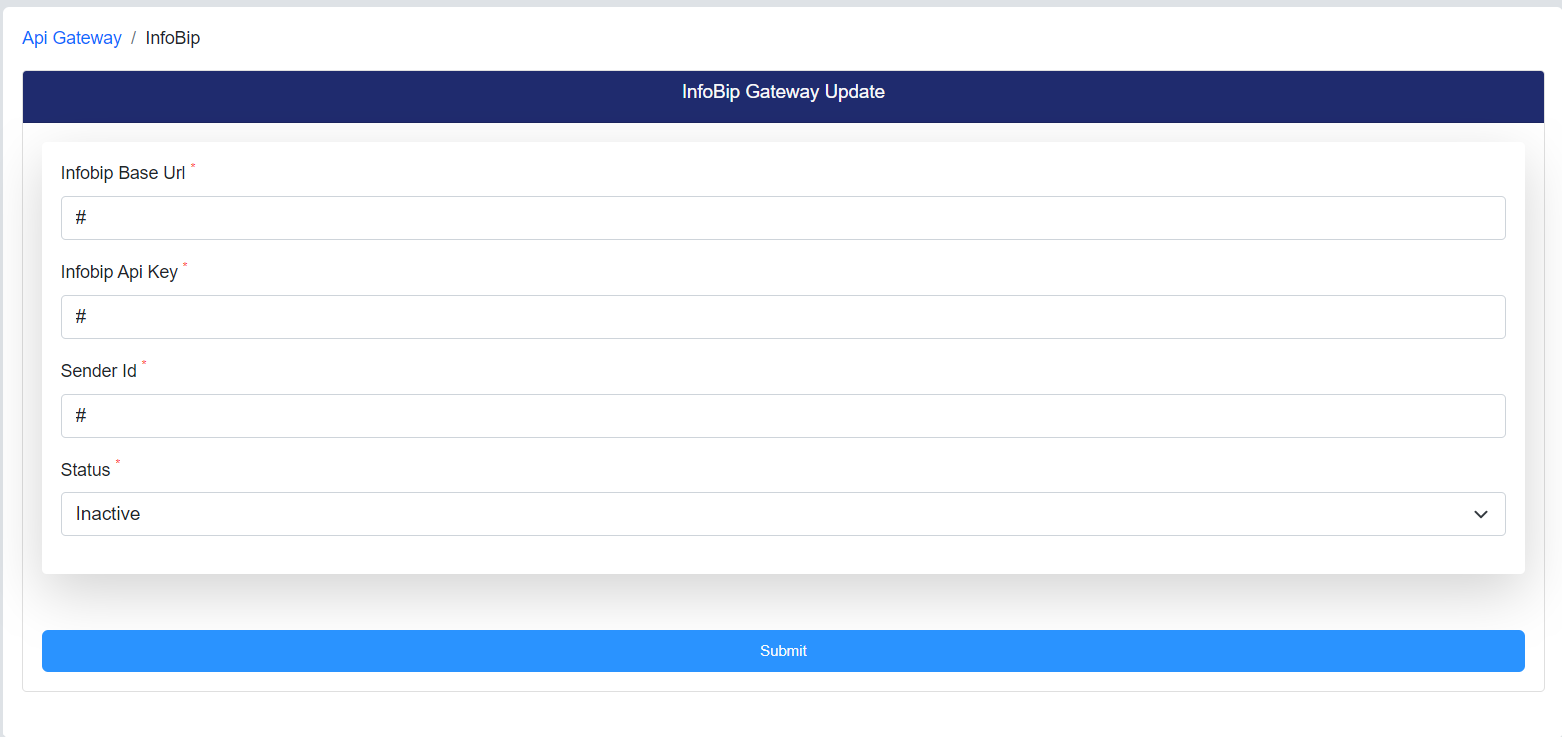 Api Gateway / InfoBip
InfoBip Gateway Update
Infobip Base Url *
#
Infobip Api Key *
#
Sender Id *
#
Status *
Inactive
Submit